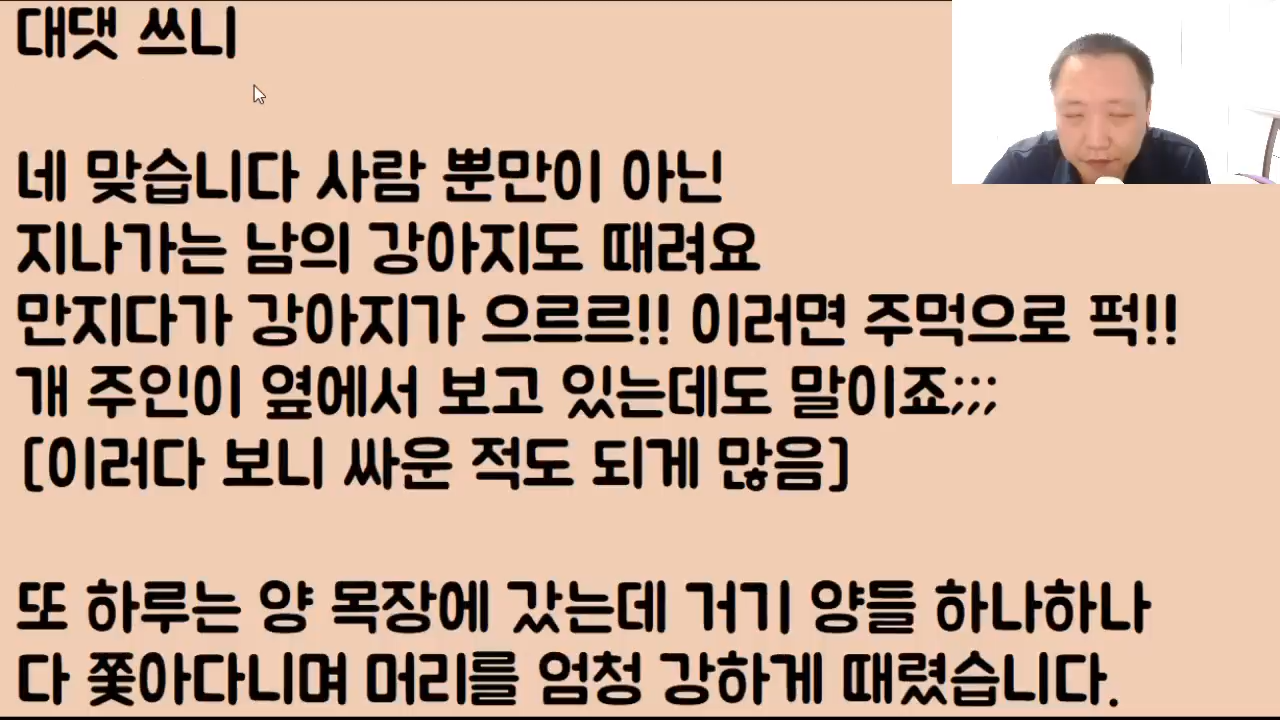 대댓 쓰니
네 맞습니다 사람 뿐만이 아닌
지나가는 남의 강아지도 때려요
만지다가 강아지가 으르르!! 이러면 주먹으로 퍽!!
개 주인이 옆에서 보고 있는데도 말이죠;;;
[이러다 보니 싸운 적도 되게 많음]
또 하루는 양 목장에 갔는데 거기 양들 하나하나
다 쫓아다니며 머리를 엄청 강하게 때렸습니다.